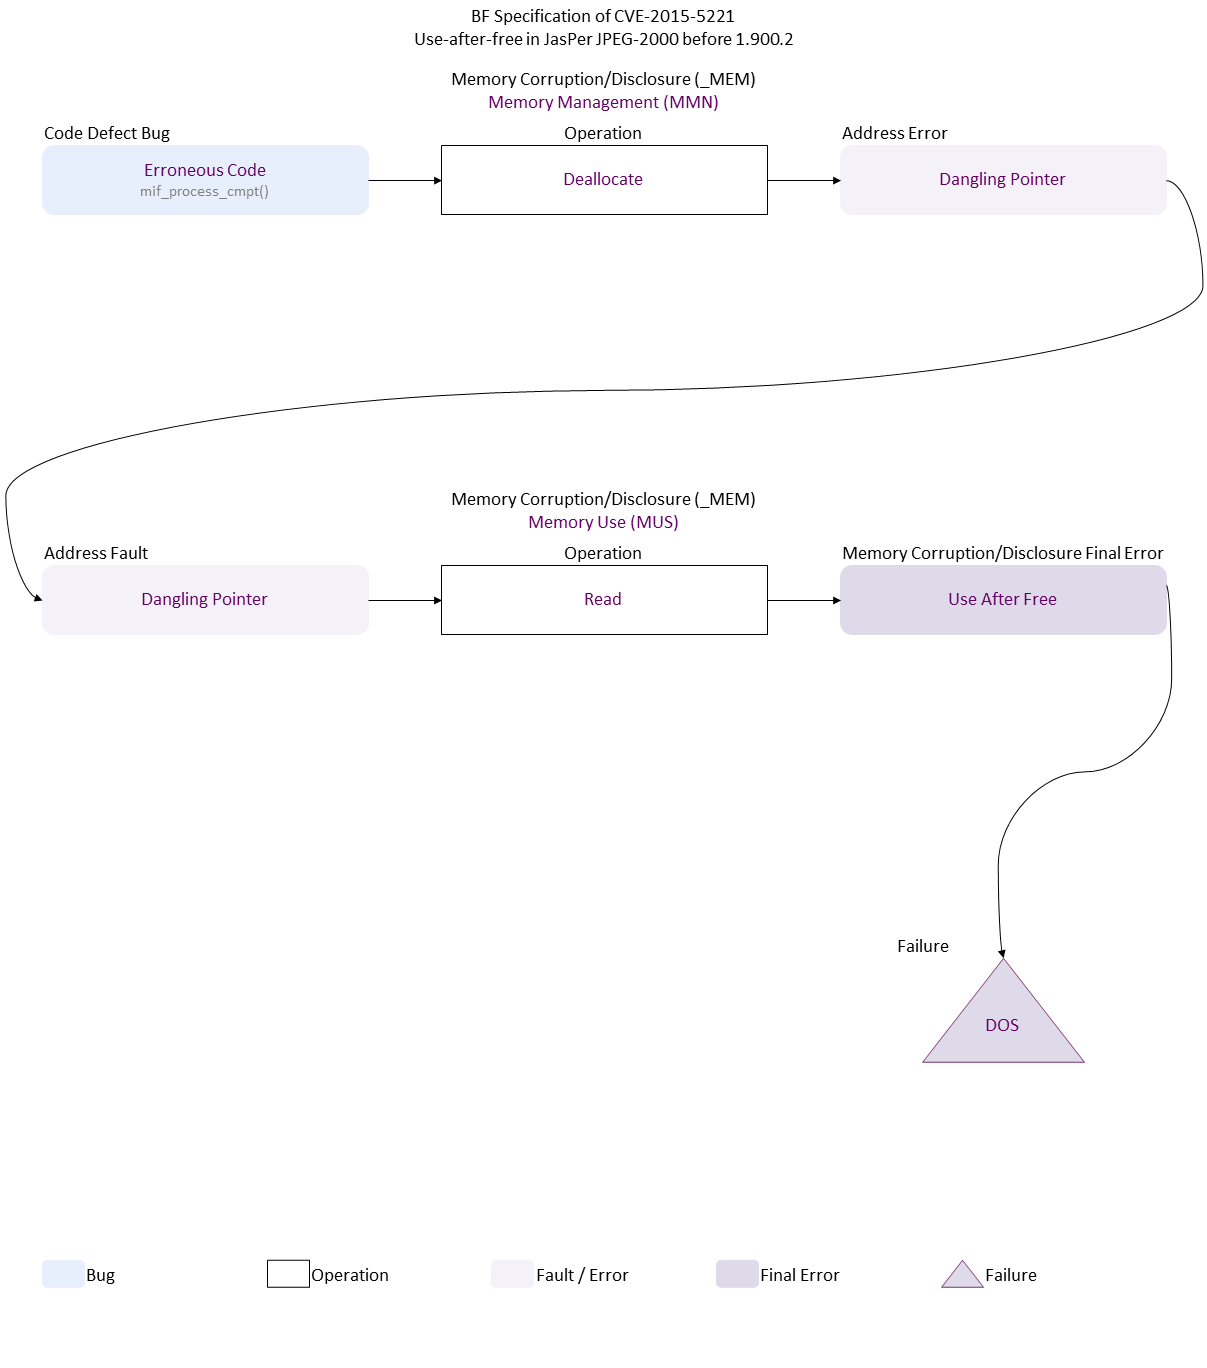 BF Specification of CVE-2015-5221
Use-after-free in JasPer JPEG-2000 before 1.900.2
Memory Corruption/Disclosure (_MEM)
Memory Management (MMN)
Code Defect Bug
Operation
Address Error
Erroneous Code
mif_process_cmpt()
Deallocate
Dangling Pointer
Memory Corruption/Disclosure (_MEM)
Memory Use (MUS)
Address Fault
Operation
Memory Corruption/Disclosure Final Error
Dangling Pointer
Read
Use After Free
Failure
DOS
Bug
Operation
Fault / Error
Final Error
Failure